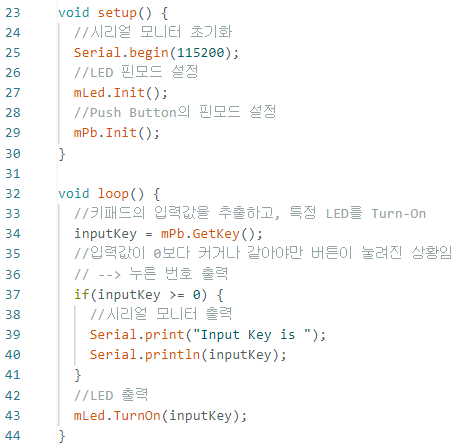 23 void setup() {
24 //시리얼 모니터 초기화
25 Serial.begin(115200);
26 //LED 핀모드 설정
27 mLed.Init();
28 //Push Button의 핀모드 설정
29 mPb.Init();
30 }
31
32 void loop() {
33 //키패드의 입력값을 추출하고, 특정 LED를 Turn-On
34 inputKey = mPb.GetKey();
35 //입력값이 0보다 커거나 같아야만 버튼이 눌려진 상황임
36 // --> 누른 번호 출력
37 if(inputKey >= 0) {
38 //시리얼 모니터 출력
39 Serial.print("Input Key is ");
40 Serial.println(inputKey);
41 }
42 //LED 출력
43 mLed.TurnOn(inputKey);
44 }